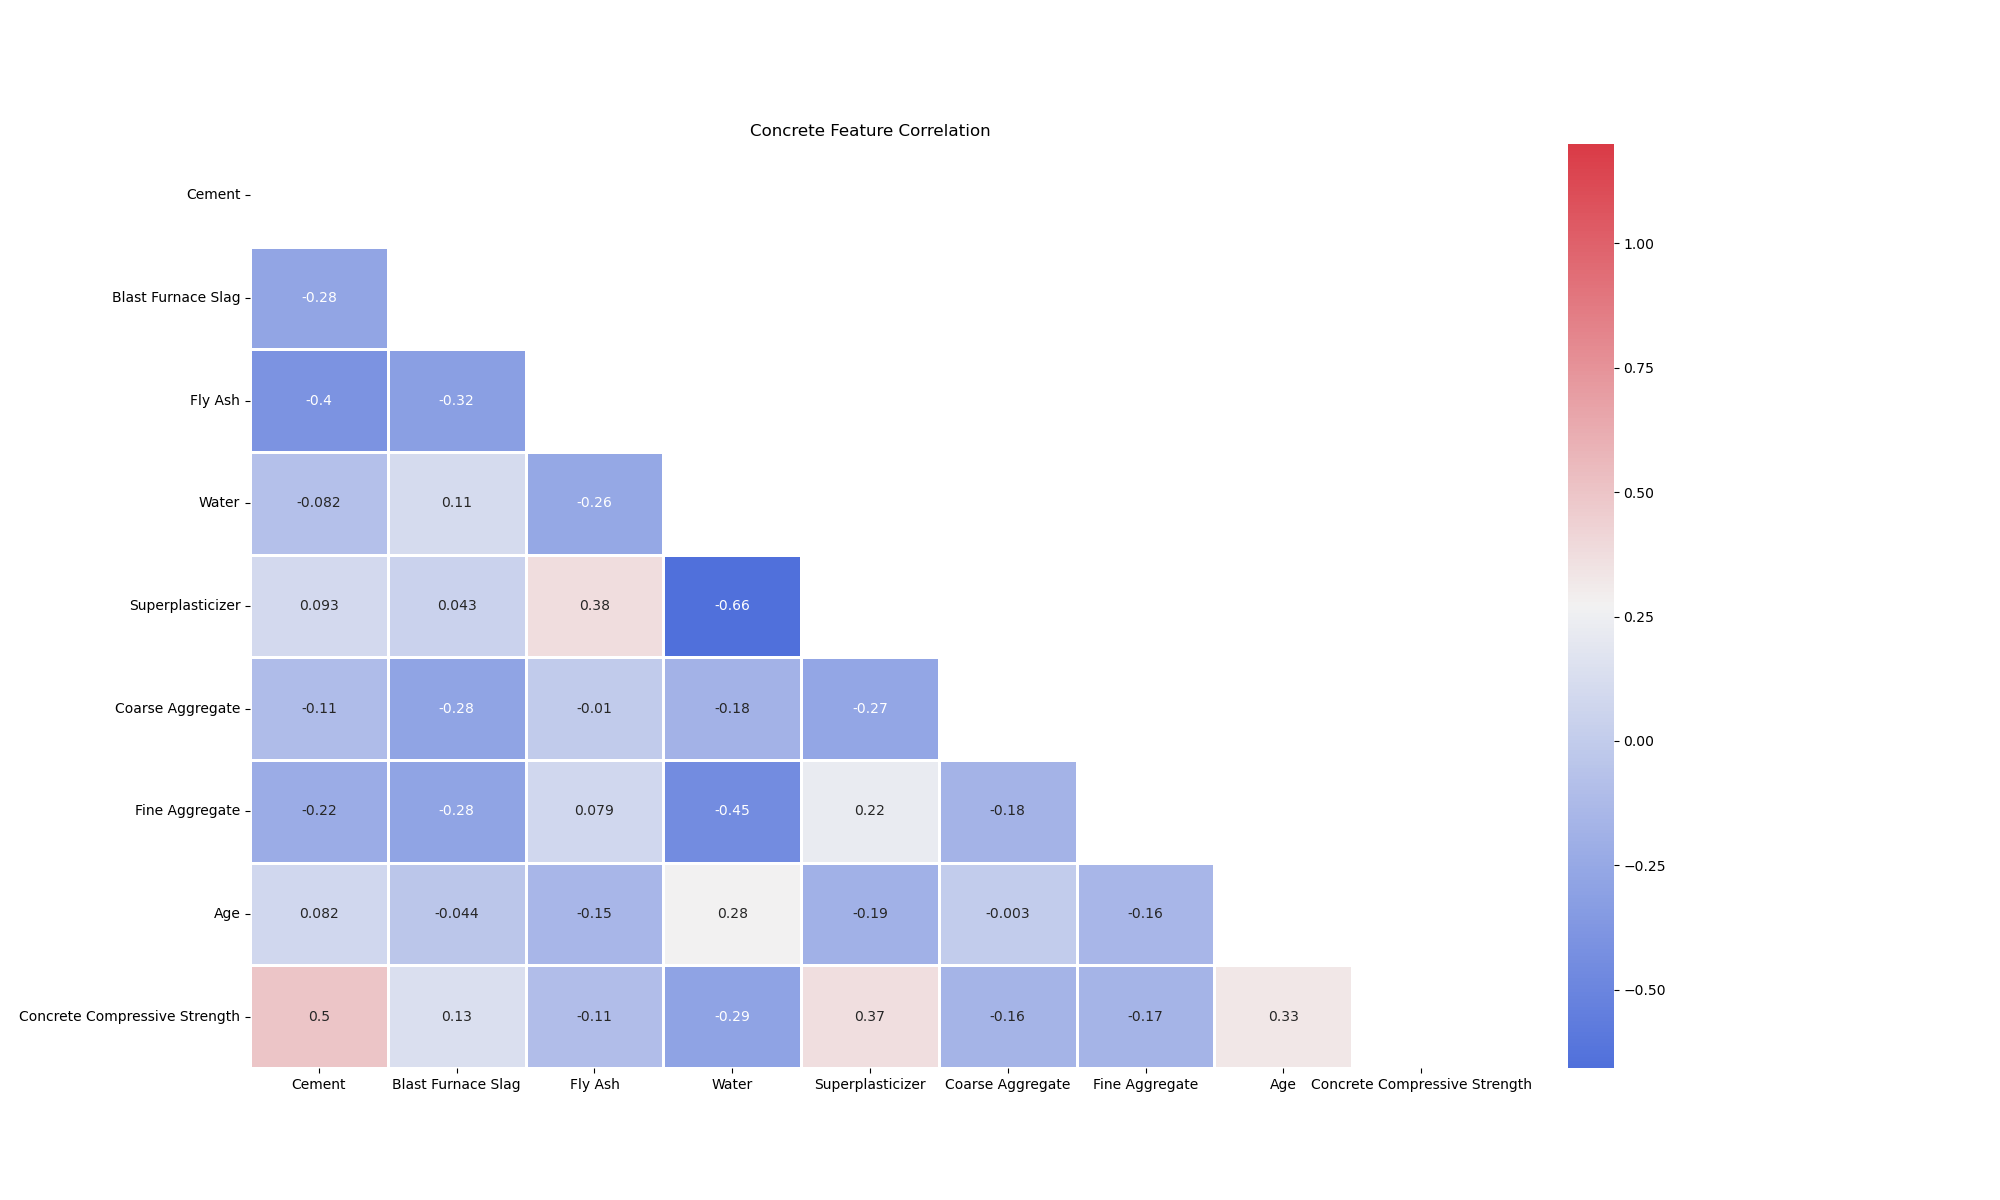 Concrete Feature Correlation
Cement
Blast Furnace Slag -0.28
Fly Ash -0.4 -0.32
Water -0.082 0.11 -0.26
Superplasticizer 0.093 0.043 0.38 -0.66
Coarse Aggregate -0.11 -0.28 -0.01 -0.18 -0.27
Fine Aggregate -0.22 -0.28 0.079 -0.45 0.22 -0.18
Age 0.082 -0.044 -0.15 0.28 -0.19 -0.003 -0.16
Concrete Compressive Strength 0.5 0.13 -0.11 -0.29 0.37 -0.16 -0.17 0.33
Cement Blast Furnace Slag Fly Ash Water Superplasticizer Coarse Aggregate Fine Aggregate Age Concrete Compressive Strength
1.00
0.75
0.50
0.25
0.00
−0.25
−0.50